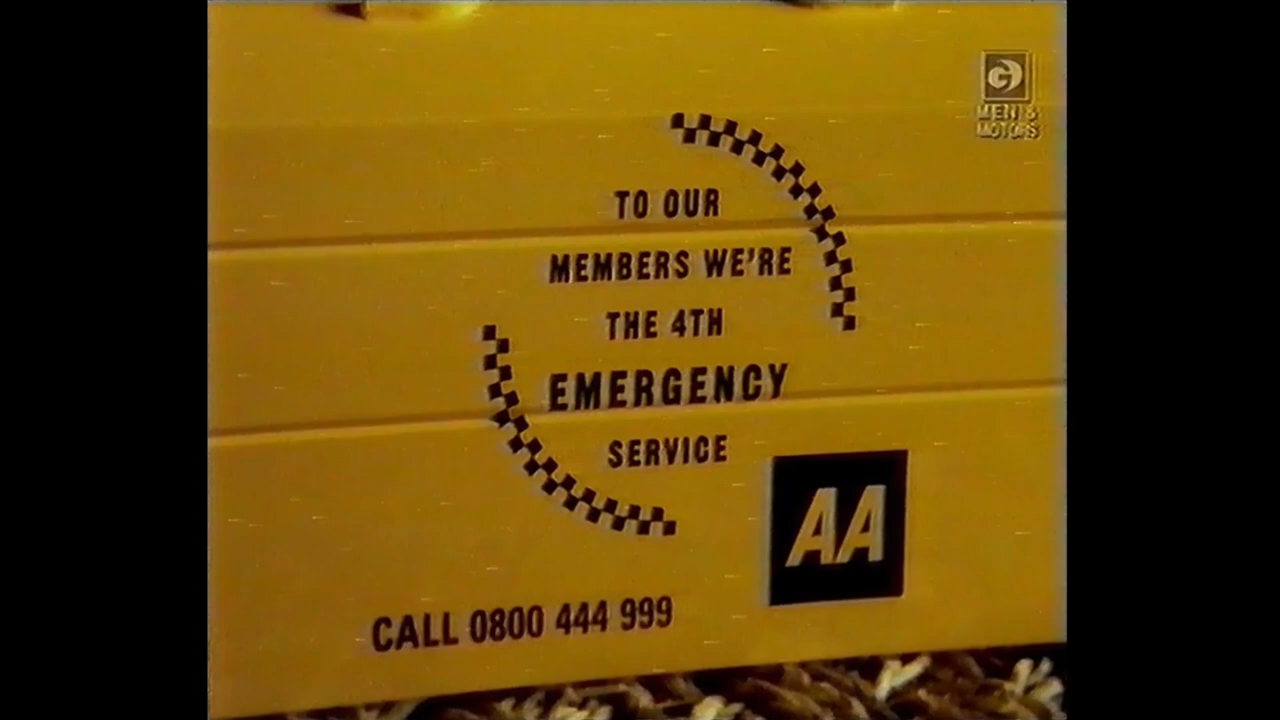 MEN &
MOTORS
TO OUR
MEMBERS WE'RE
THE 4TH
EMERGENCY
SERVICE
AA
CALL 0800 444 999